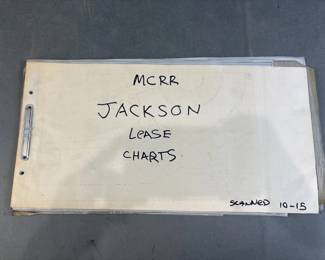 MCRR
JACKSON
LEASE
CHARTS
SCANNED 10-15